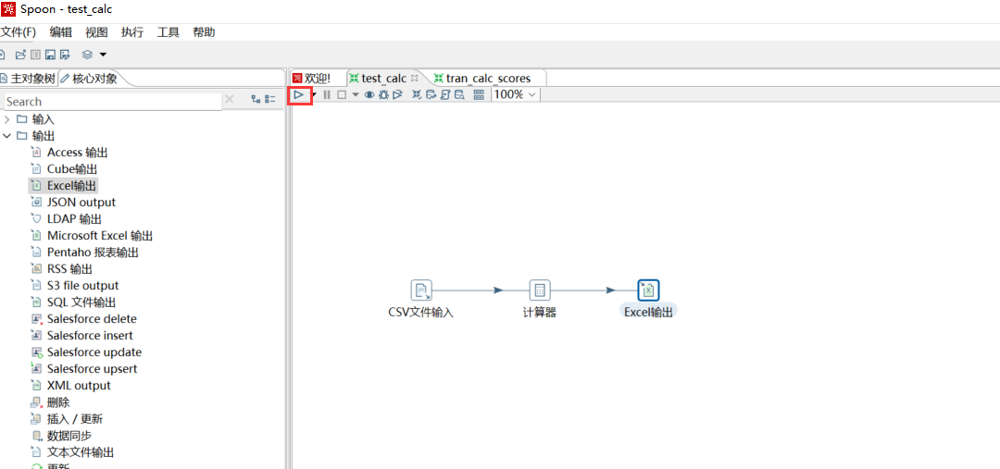 Spoon - test_calc
文件(F) 编辑 视图 执行 工具 帮助
主对象树 核心对象
欢迎! test_calc tran_calc_scores
Search
100%
输入
输出
Access 输出
Cube输出
Excel输出
JSON output
LDAP 输出
Microsoft Excel 输出
Pentaho 报表输出
RSS 输出
S3 file output
SQL 文件输出
Salesforce delete
Salesforce insert
Salesforce update
Salesforce upsert
XML output
删除
插入 / 更新
数据同步
文本文件输出
更新
CSV文件输入 计算器 Excel输出